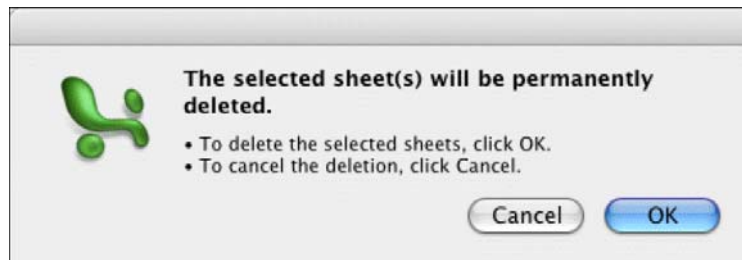 The selected sheet(s) will be permanently
deleted.
• To delete the selected sheets, click OK.
• To cancel the deletion, click Cancel.
Cancel OK